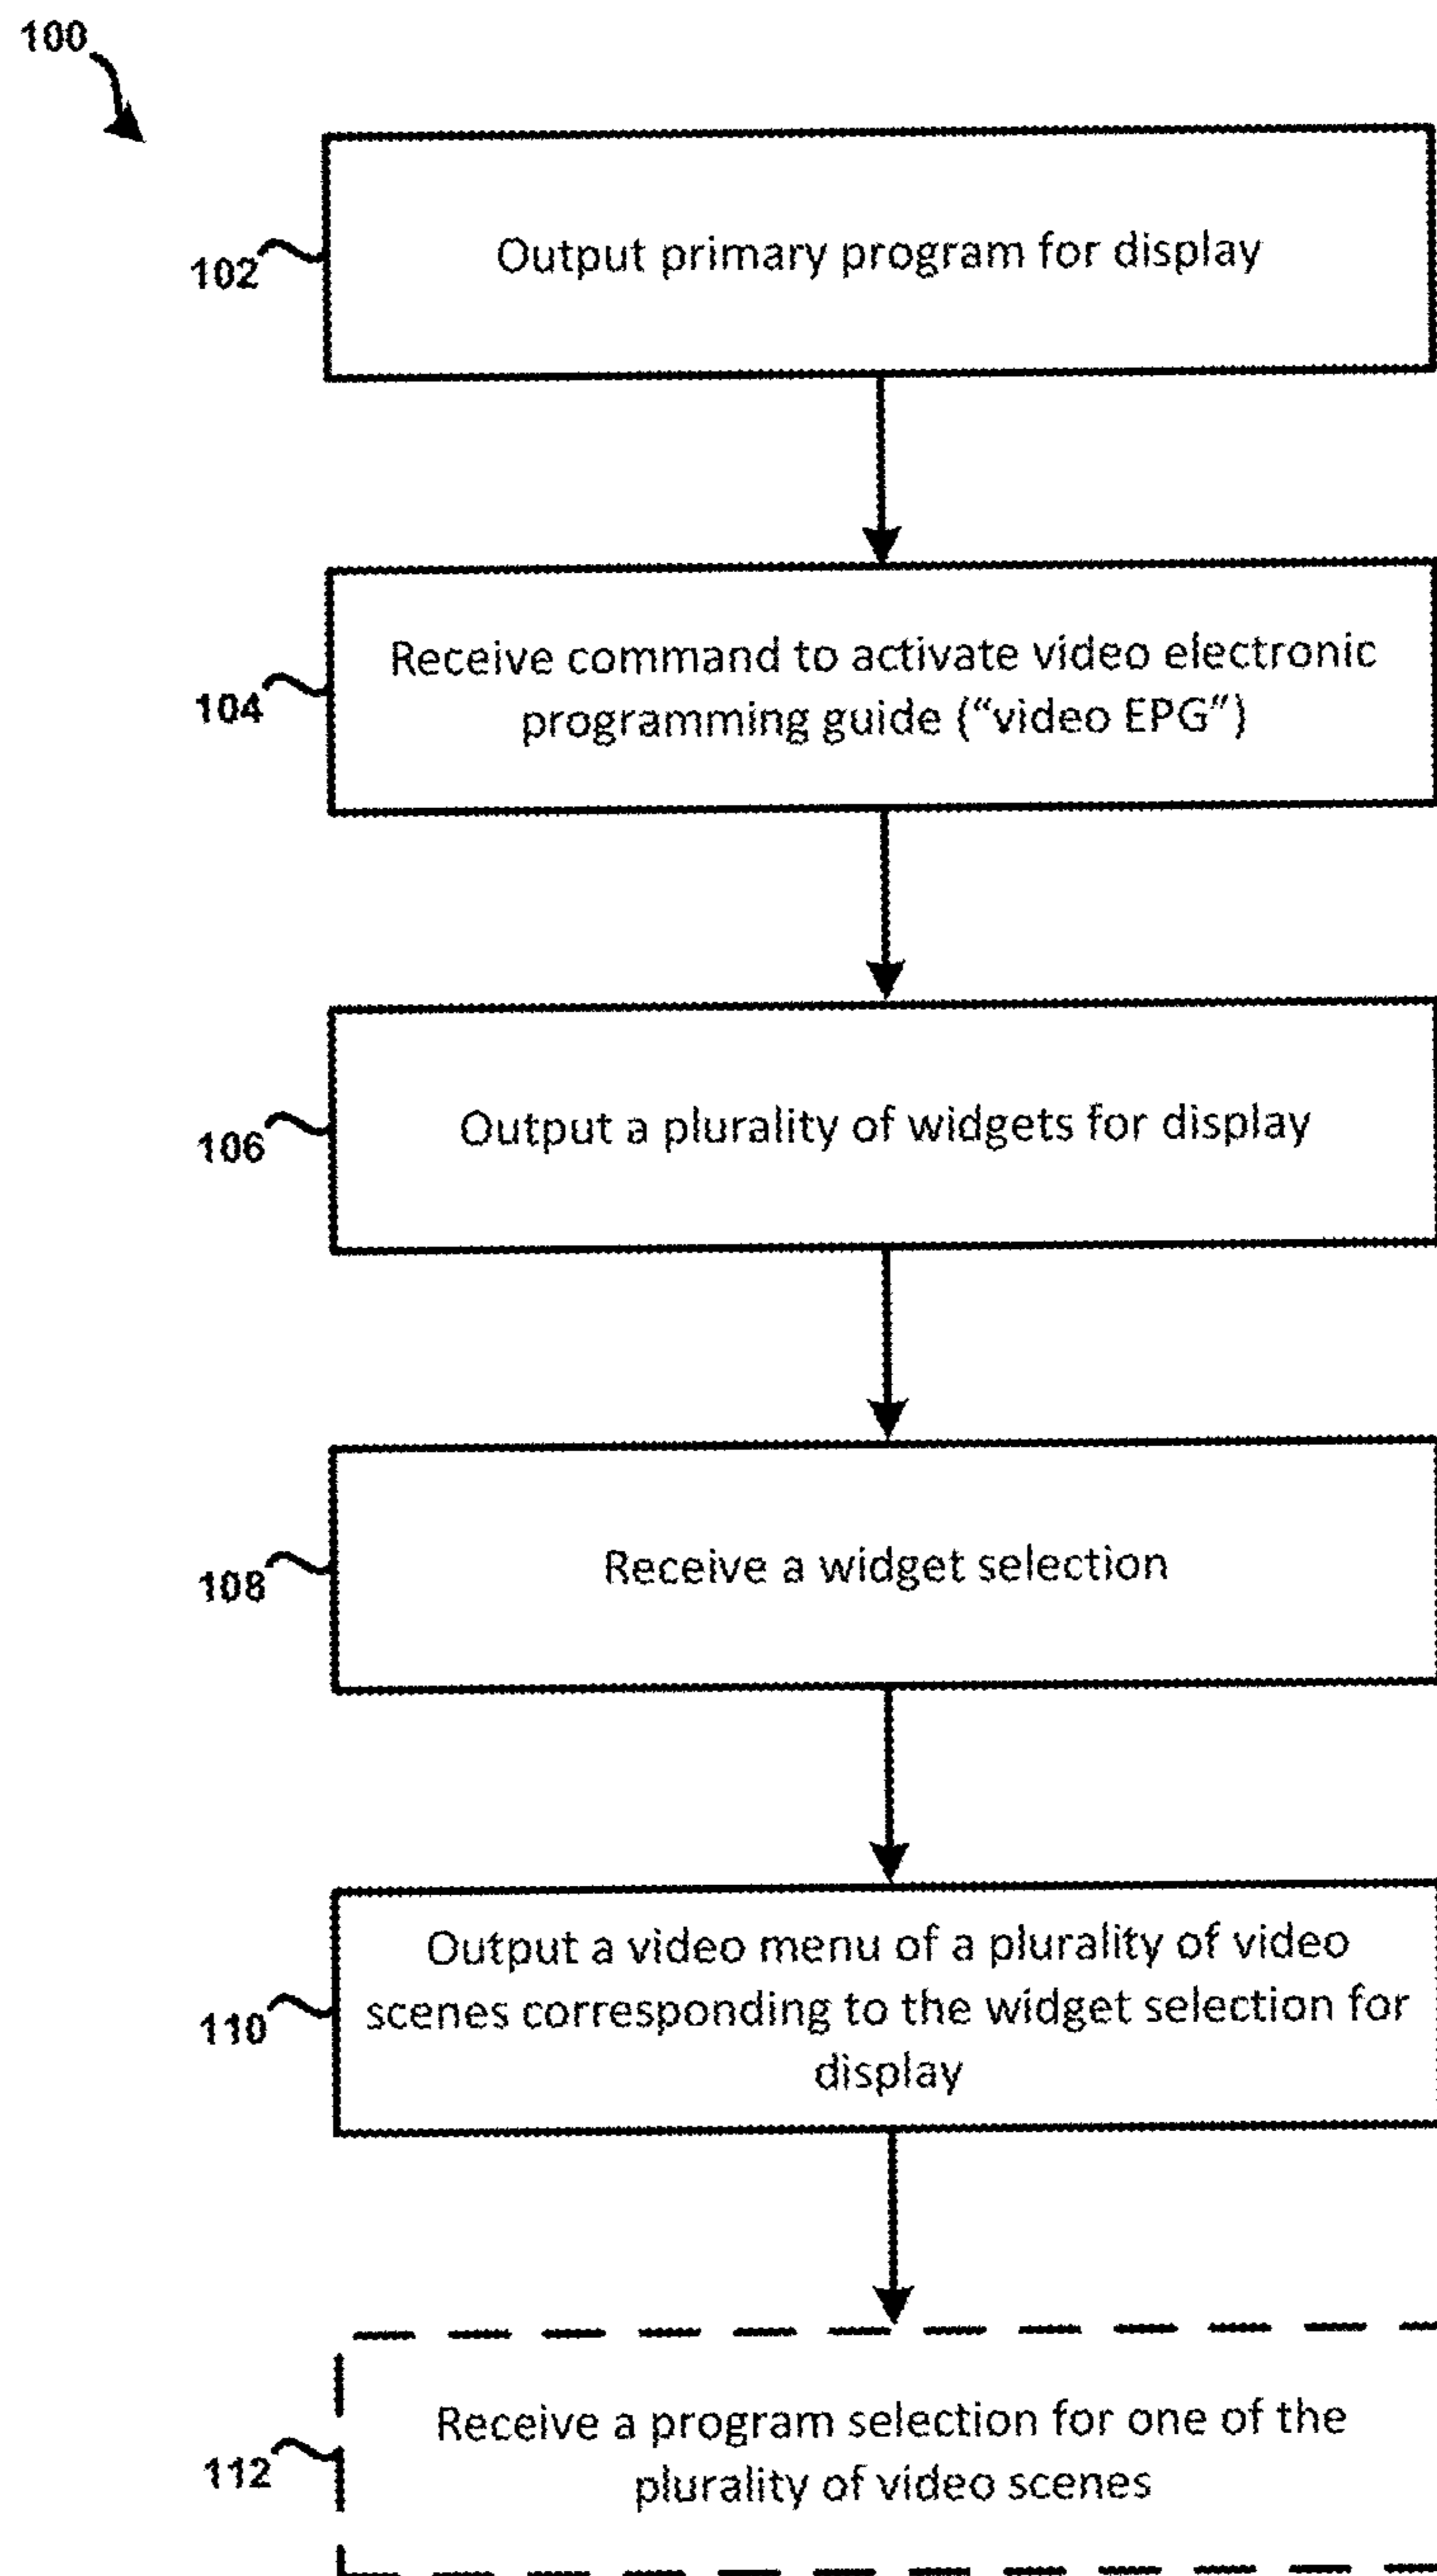 100
102
Output primary program for display
104
Receive command to activate video electronic
programming guide (“video EPG”)
106
Output a plurality of widgets for display
108
Receive a widget selection
110
Output a video menu of a plurality of video
scenes corresponding to the widget selection for
display
112
Receive a program selection for one of the
plurality of video scenes